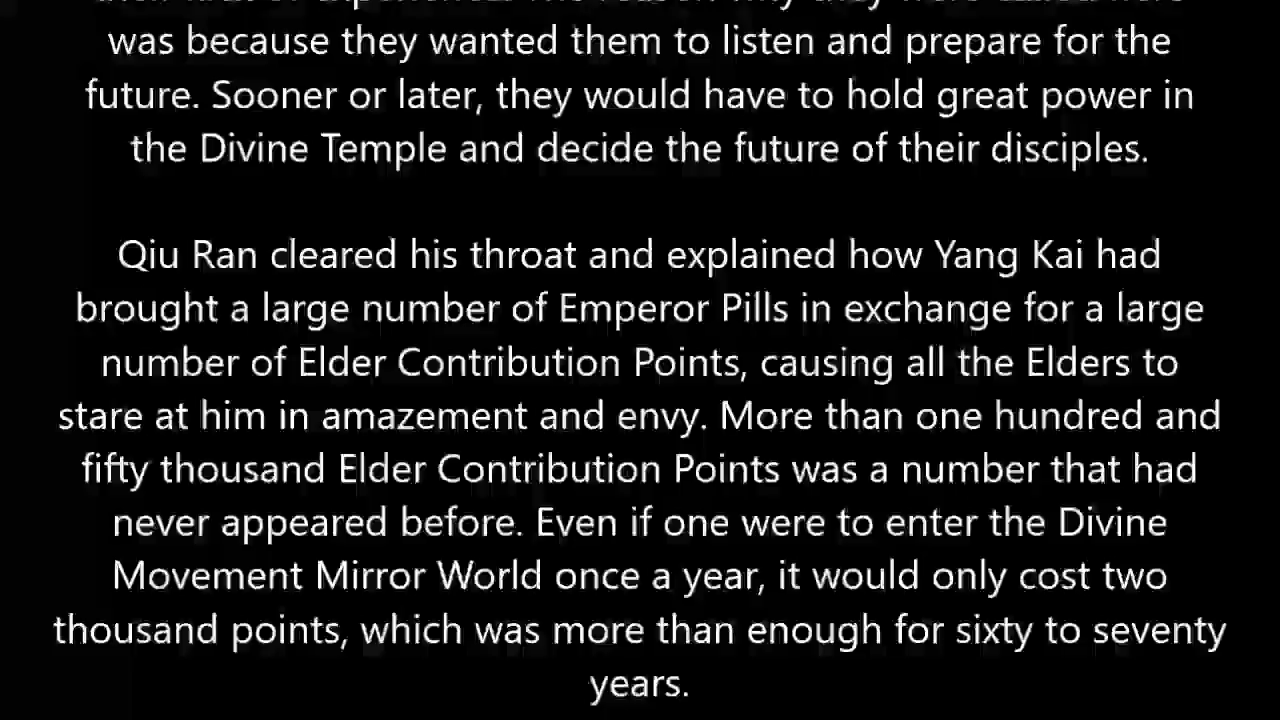 was because they wanted them to listen and prepare for the
future. Sooner or later, they would have to hold great power in
the Divine Temple and decide the future of their disciples.
Qiu Ran cleared his throat and explained how Yang Kai had
brought a large number of Emperor Pills in exchange for a large
number of Elder Contribution Points, causing all the Elders to
stare at him in amazement and envy. More than one hundred and
fifty thousand Elder Contribution Points was a number that had
never appeared before. Even if one were to enter the Divine
Movement Mirror World once a year, it would only cost two
thousand points, which was more than enough for sixty to seventy
years.